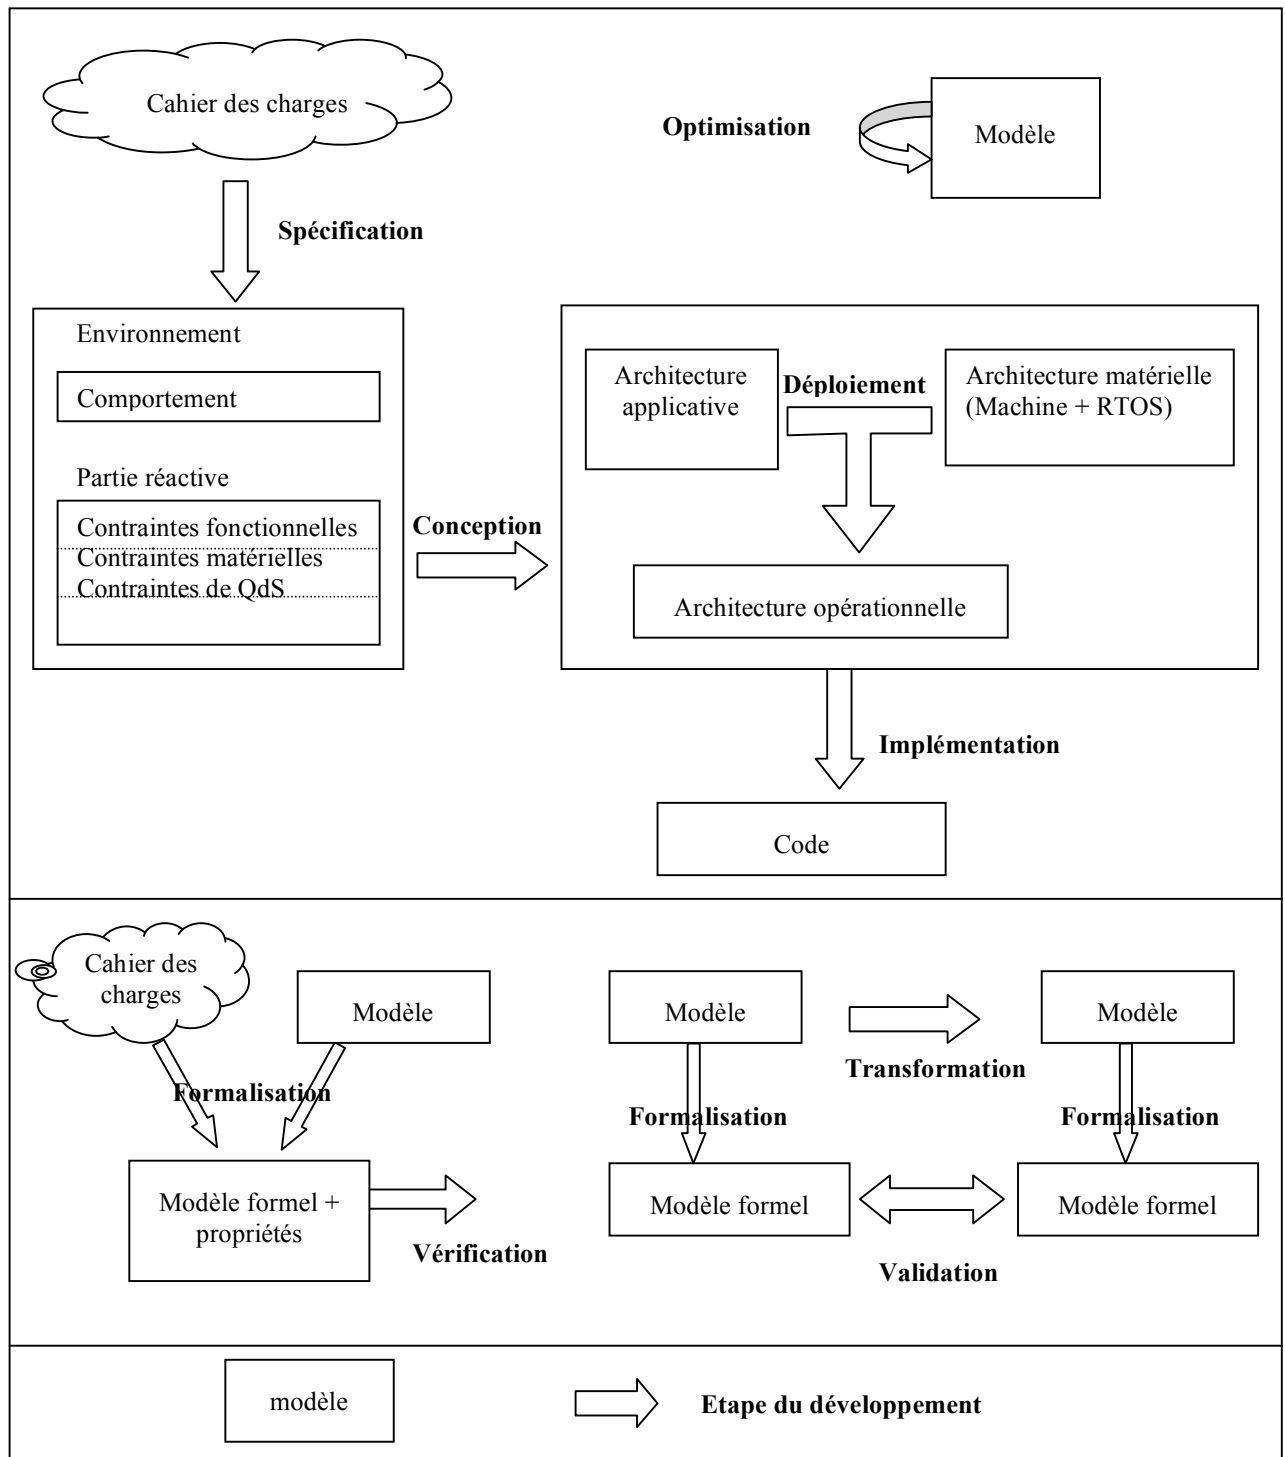 Cahier des charges
Optimisation
Modèle
Spécification
Environnement
Comportement
Partie réactive
Contraintes fonctionnelles
Contraintes matérielles
Contraintes de QdS
Conception
Architecture
applicative
Déploiement
Architecture matérielle
(Machine + RTOS)
Architecture opérationnelle
Implémentation
Code
Cahier des
charges
Modèle
Formalisation
Modèle formel +
propriétés
Vérification
Modèle
Transformation
Modèle
Formalisation
Formalisation
Modèle formel
Modèle formel
Validation
modèle
Etape du développement